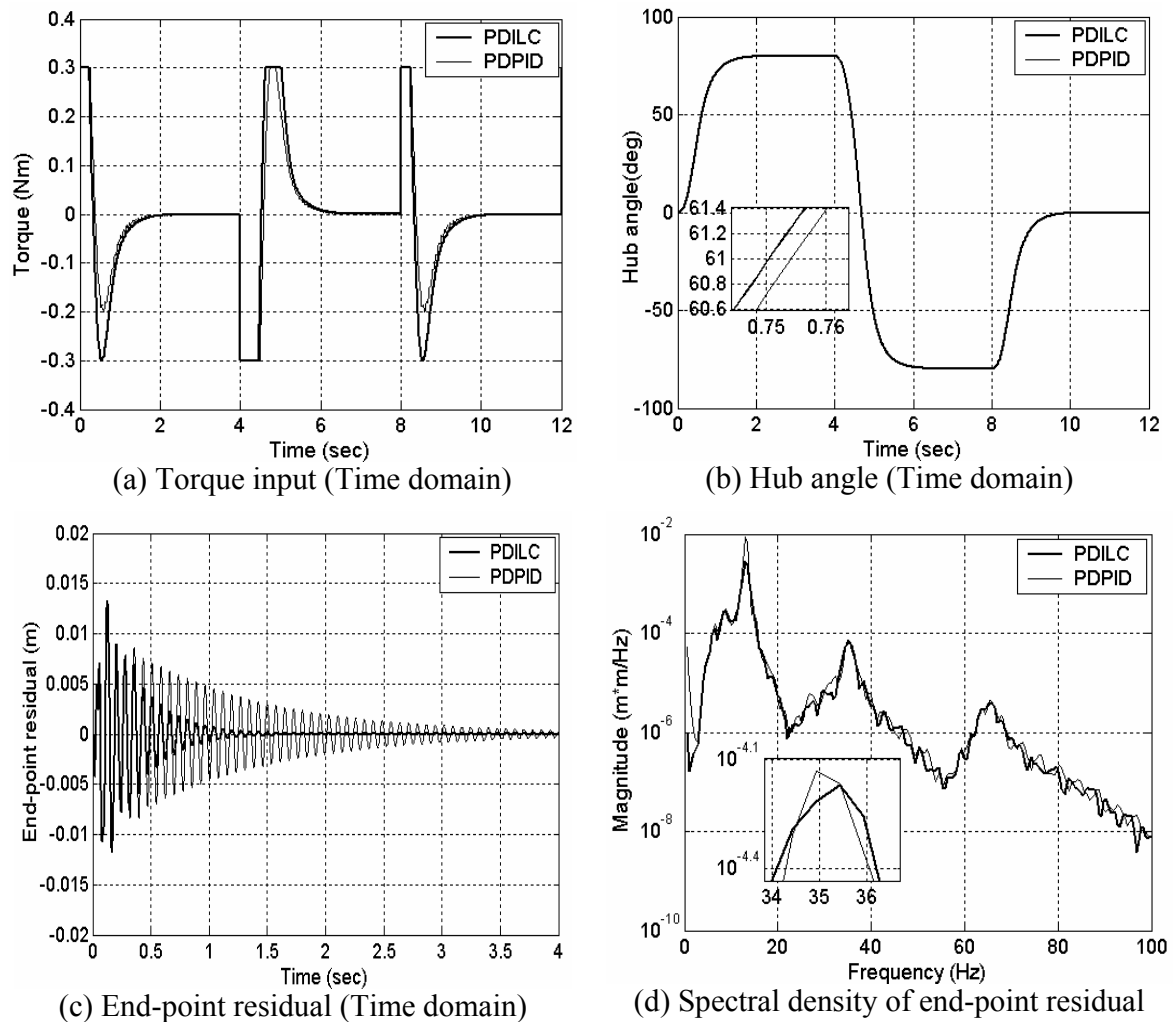 PDILC
PDPID
0.4
0.3
0.2
0.1
0
-0.1
-0.2
-0.3
-0.4
Torque (Nm)
0 2 4 6 8 10 12
Time (sec)
(a) Torque input (Time domain)
PDILC
PDPID
100
50
0
-50
-100
Hub angle(deg)
61.4
61.2
61
60.8
60.6
0.75 0.76
0 2 4 6 8 10 12
Time (sec)
(b) Hub angle (Time domain)
PDILC
PDPID
0.02
0.015
0.01
0.005
0
-0.005
-0.01
-0.015
-0.02
End-point residual (m)
0 0.5 1 1.5 2 2.5 3 3.5 4
Time (sec)
(c) End-point residual (Time domain)
PDILC
PDPID
10^-2
10^-4
10^-6
10^-8
10^-10
Magnitude (m*m/Hz)
10^-4.1
10^-4.4
34 35 36
0 20 40 60 80 100
Frequency (Hz)
(d) Spectral density of end-point residual